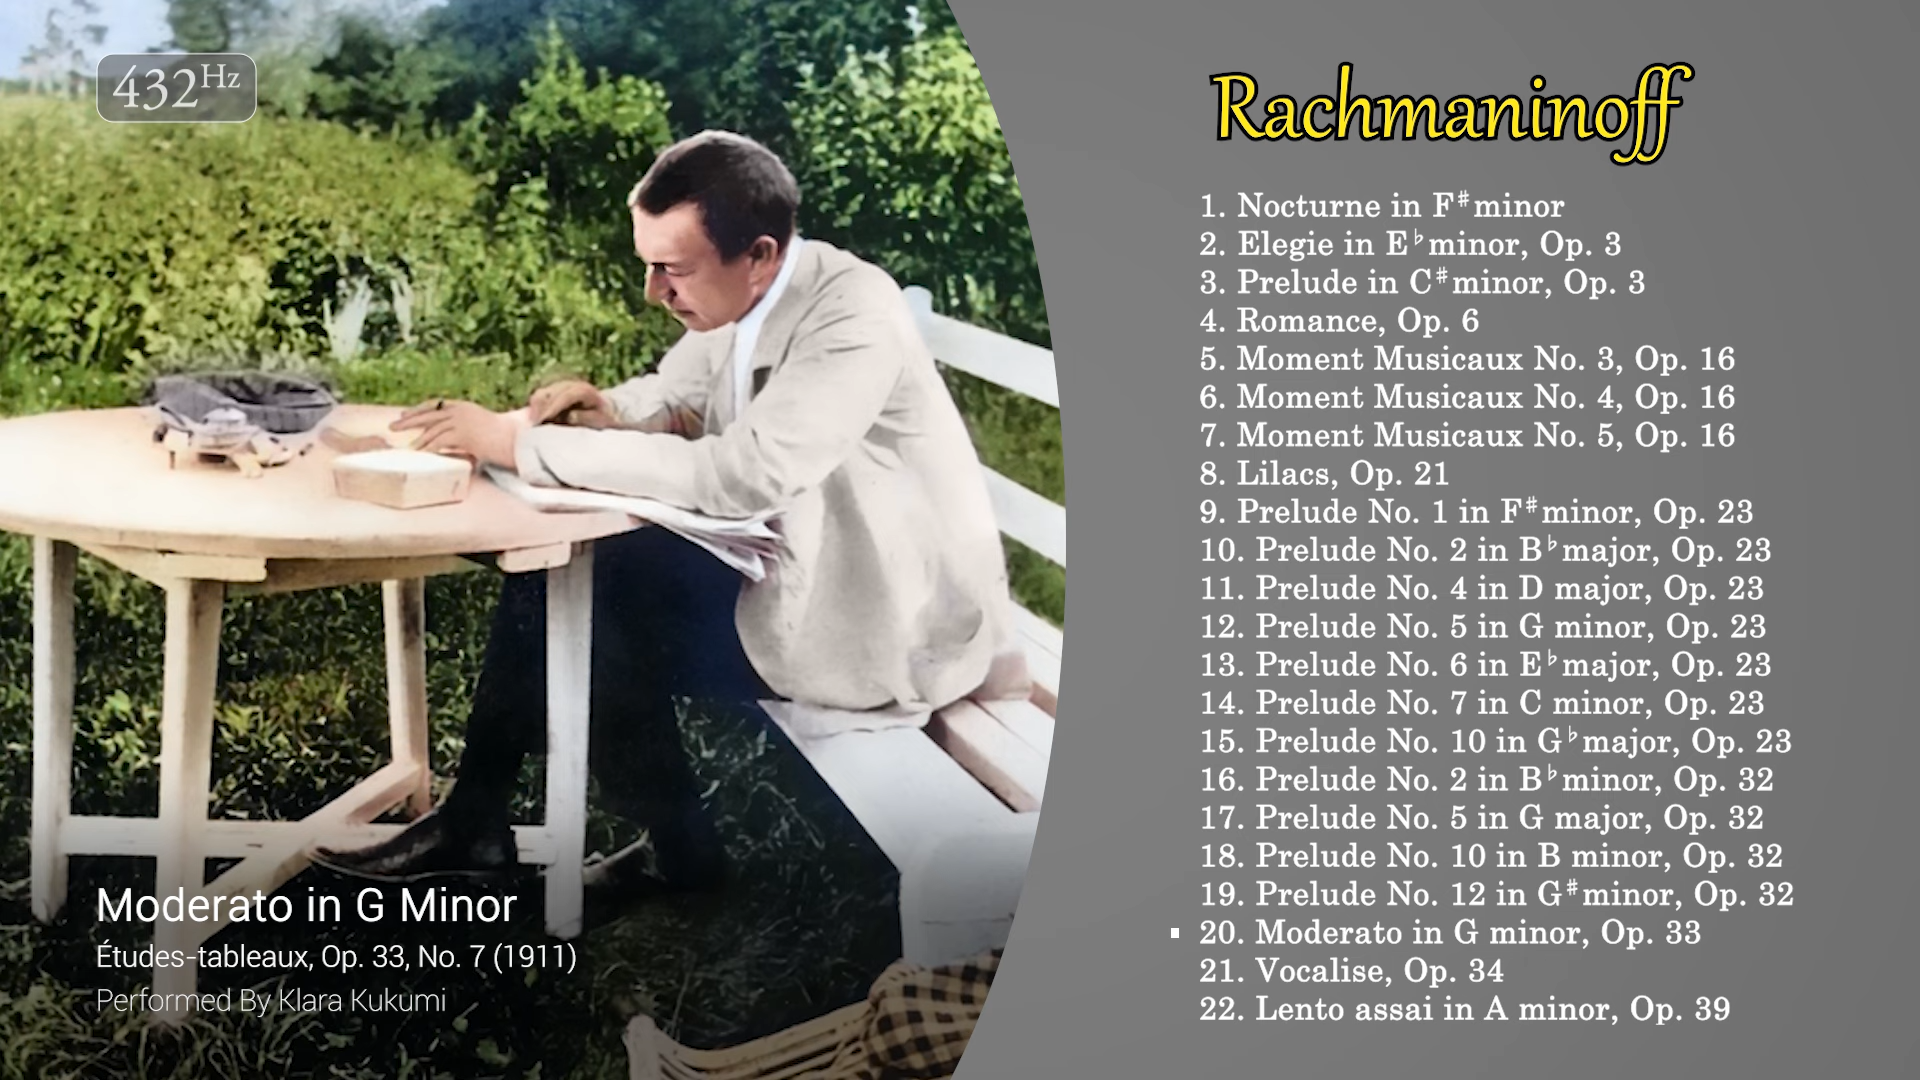 432Hz
Rachmaninoff
1. Nocturne in F♯minor
2. Elegie in E♭minor, Op. 3
3. Prelude in C♯minor, Op. 3
4. Romance, Op. 6
5. Moment Musicaux No. 3, Op. 16
6. Moment Musicaux No. 4, Op. 16
7. Moment Musicaux No. 5, Op. 16
8. Lilacs, Op. 21
9. Prelude No. 1 in F♯minor, Op. 23
10. Prelude No. 2 in B♭major, Op. 23
11. Prelude No. 4 in D major, Op. 23
12. Prelude No. 5 in G minor, Op. 23
13. Prelude No. 6 in E♭major, Op. 23
14. Prelude No. 7 in C minor, Op. 23
15. Prelude No. 10 in G♭major, Op. 23
16. Prelude No. 2 in B♭minor, Op. 32
17. Prelude No. 5 in G major, Op. 32
18. Prelude No. 10 in B minor, Op. 32
19. Prelude No. 12 in G♯minor, Op. 32
▪ 20. Moderato in G minor, Op. 33
21. Vocalise, Op. 34
22. Lento assai in A minor, Op. 39
Moderato in G Minor
Études-tableaux, Op. 33, No. 7 (1911)
Performed By Klara Kukumi